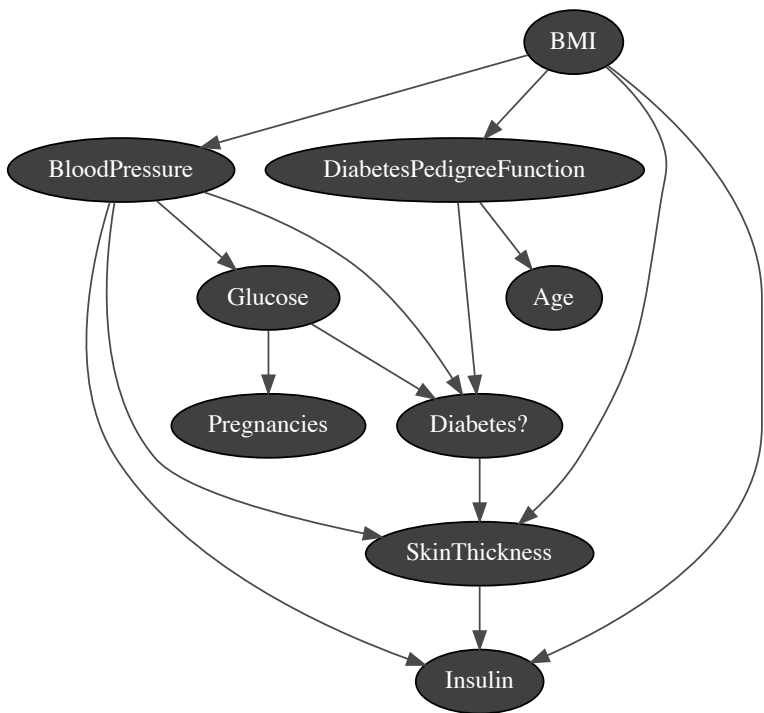 BMI
BloodPressure
DiabetesPedigreeFunction
Glucose
Age
Pregnancies
Diabetes?
SkinThickness
Insulin